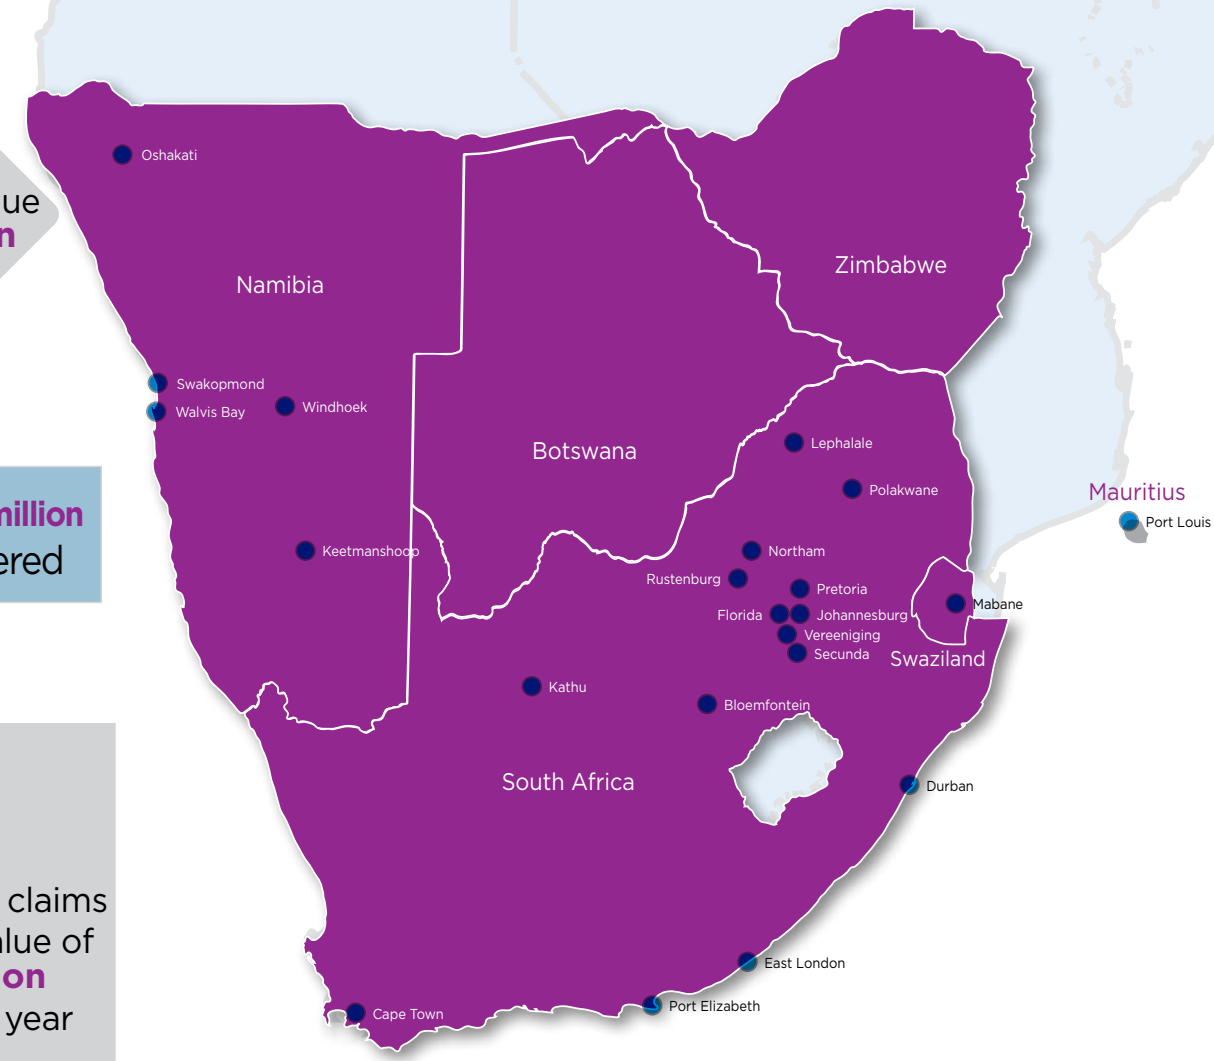 Oshakati
ue
n
Zimbabwe
Namibia
Swakopmond
Walvis Bay
Windhoek
Lephalale
Botswana
Polakwane
Mauritius
Port Louis
million
ered
Keetmanshoop
Northam
Rustenburg
Pretoria
Mabane
Florida
Johannesburg
Vereeniging
Secunda
Swaziland
Kathu
Bloemfontein
South Africa
Durban
claims
alue of
on
year
East London
Port Elizabeth
Cape Town